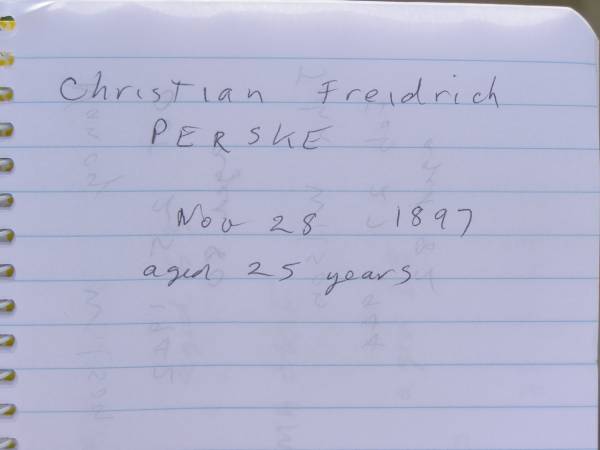 Christian Freidrich
PERSKE
Nov 28 1897
aged 25 years